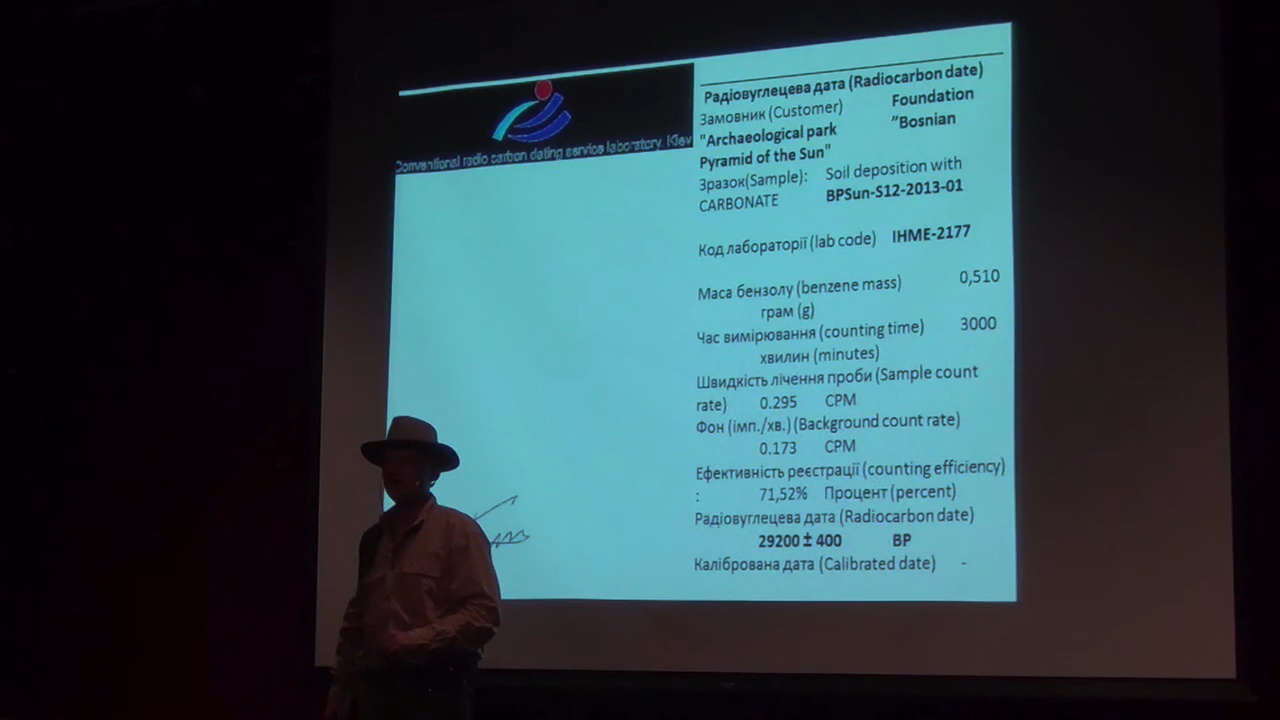 Conventional radio carbon dating service laboratory. Kiev
Радіовуглецева дата (Radiocarbon date)
Замовник (Customer) Foundation
"Archaeological park "Bosnian
Pyramid of the Sun"
Зразок(Sample): Soil deposition with
CARBONATE BPSun-S12-2013-01
Код лабораторії (lab code) IHME-2177
Маса бензолу (benzene mass) 0,510
грам (g)
Час вимірювання (counting time) 3000
хвилин (minutes)
Швидкість лічення проби (Sample count
rate) 0.295 CPM
Фон (імп./хв.) (Background count rate)
0.173 CPM
Ефективність реєстрації (counting efficiency)
: 71,52% Процент (percent)
Радіовуглецева дата (Radiocarbon date)
29200 ± 400 BP
Калібрована дата (Calibrated date) -